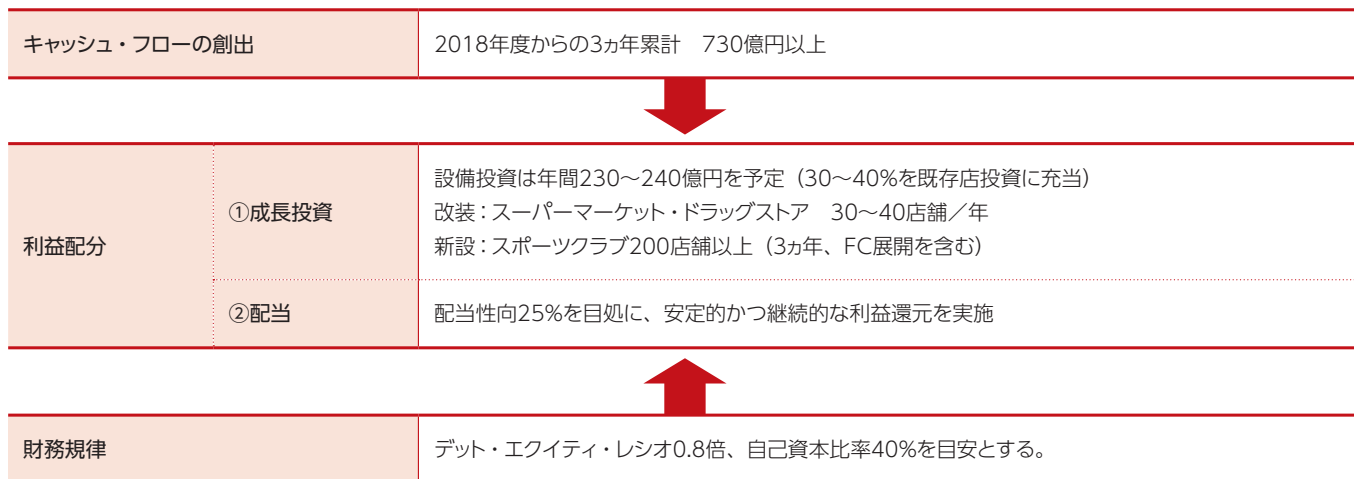 キャッシュ・フローの創出
2018年度からの3ヵ年累計　730億円以上
利益配分
①成長投資
設備投資は年間230～240億円を予定（30～40%を既存店投資に充当）
改装：スーパーマーケット・ドラッグストア　30～40店舗／年
新設：スポーツクラブ200店舗以上（3ヵ年、FC展開を含む）
②配当
配当性向25%を目処に、安定的かつ継続的な利益還元を実施
財務規律
デット・エクイティ・レシオ0.8倍、自己資本比率40%を目安とする。